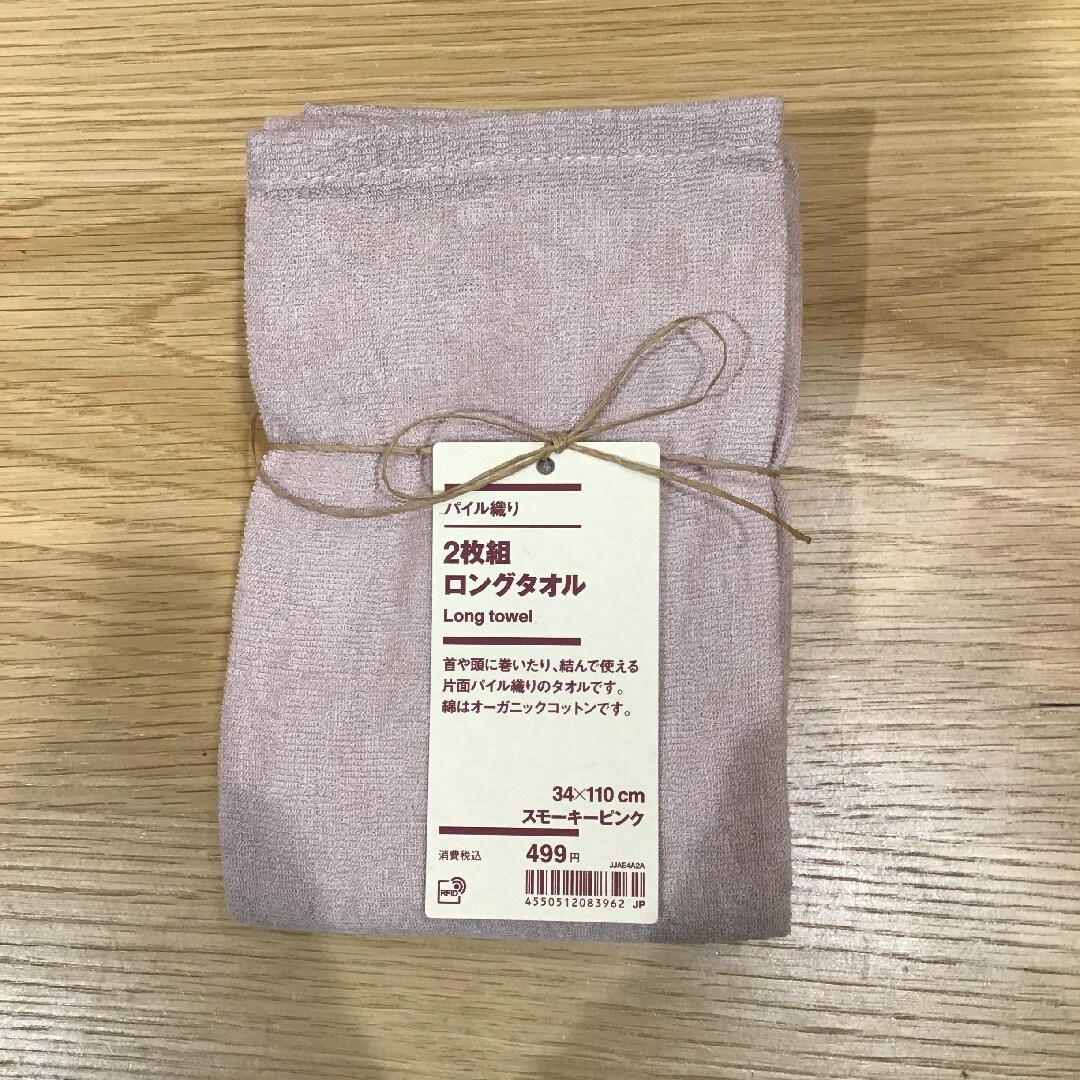 パイル織り
2枚組
ロングタオル
Long towel
首や頭に巻いたり、結んで使える
片面パイル織りのタオルです。
綿はオーガニックコットンです。
34×110 cm
スモーキーピンク
消費税込 499円
JJAE4A2A
RFID
4550512083962 JP